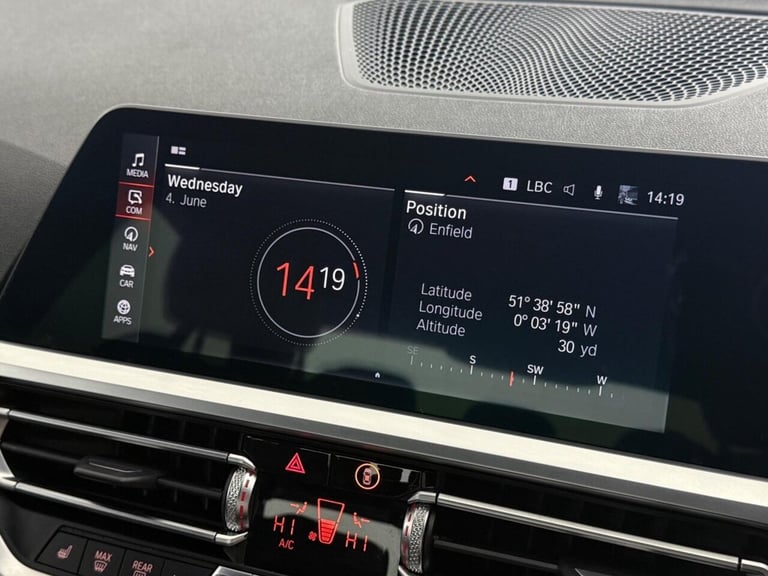 MEDIA
COM
NAV
CAR
APPS
Wednesday
4. June
1419
1 LBC 14:19
Position
Enfield
Latitude 51° 38' 58" N
Longitude 0° 03' 19" W
Altitude 30 yd
SE S SW W
HI HI
A/C
MAX
REAR